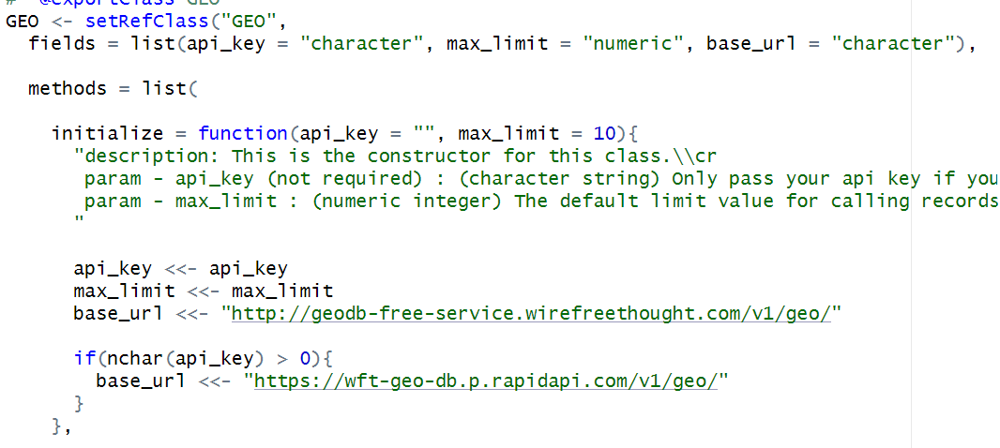 #' @exportClass GEO
GEO <- setRefClass("GEO",
  fields = list(api_key = "character", max_limit = "numeric", base_url = "character"),

  methods = list(

    initialize = function(api_key = "", max_limit = 10){
      "description: This is the constructor for this class.\\cr
       param - api_key (not required) : (character string) Only pass your api key if you
       param - max_limit : (numeric integer) The default limit value for calling records
      "

      api_key <<- api_key
      max_limit <<- max_limit
      base_url <<- "http://geodb-free-service.wirefreethought.com/v1/geo/"

      if(nchar(api_key) > 0){
        base_url <<- "https://wft-geo-db.p.rapidapi.com/v1/geo/"
      }
    },